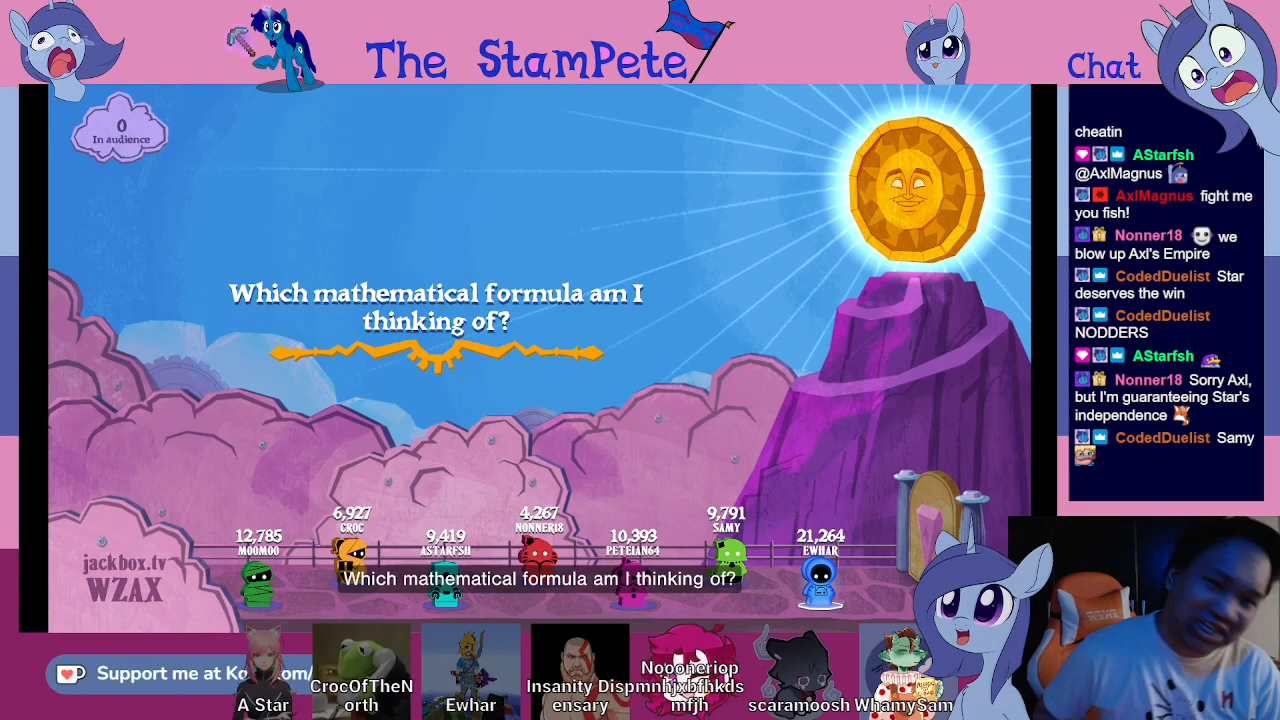 The StamPete
Chat
0
In audience
Which mathematical formula am I
thinking of?
12,785
MOOMOO
6,927
CROC
9,419
ASTARFSH
4,267
NONNER18
10,393
PETEIAN64
9,791
SAMY
21,264
EWHAR
Which mathematical formula am I thinking of?
jackbox.tv
WZAX
cheatin
AStarfsh
@AxlMagnus
AxlMagnus fight me
you fish!
Nonner18 we
blow up Axl's Empire
CodedDuelist Star
deserves the win
CodedDuelist
NODDERS
AStarfsh
Nonner18 Sorry Axl,
but I'm guaranteeing Star's
independence
CodedDuelist Samy
Support me at Ko
om/
A Star
CrocOfTheN
orth
Ewhar
Insanity Disp
ensary
Noooneriop
mnhjxbfhkds
mfjh
scaramoosh
WhamySam